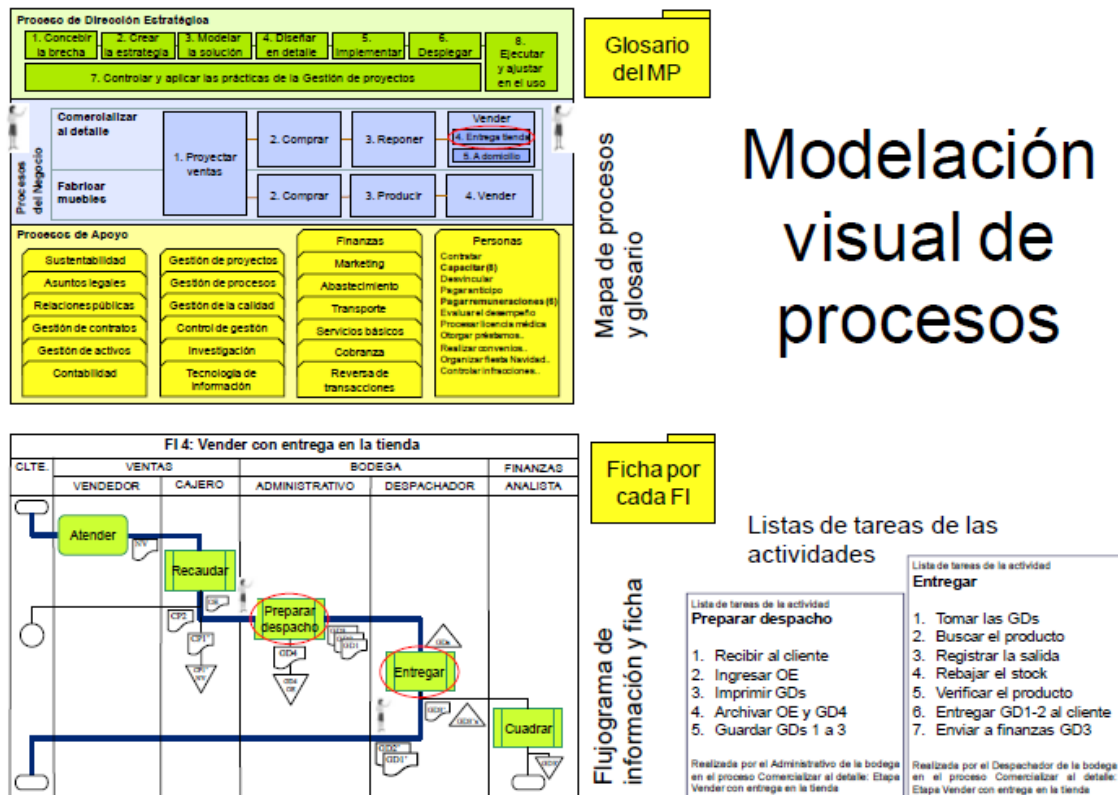 Proceso de Dirección Estratégica
1. Concebir
la brecha
2. Crear
la estrategia
3. Modelar
la solución
4. Diseñar
en detalle
5.
Implementar
6.
Desplegar
8.
Ejecutar
y ajustar
en el uso
7. Controlar y aplicar las prácticas de la Gestión de proyectos
Glosario
del MP
Procesos
del Negocio
Comercializar
al detalle
Fabricar
muebles
1. Proyectar
ventas
2. Comprar
3. Reponer
Vender
4. Entrega tienda
5. A domicilio
2. Comprar
3. Producir
4. Vender
Procesos de Apoyo
Sustentabilidad
Asuntos legales
Relaciones públicas
Gestión de contratos
Gestión de activos
Contabilidad
Gestión de proyectos
Gestión de procesos
Gestión de la calidad
Control de gestión
Investigación
Tecnología de
Información
Finanzas
Marketing
Abastecimiento
Transporte
Servicios básicos
Cobranza
Reversa de
transacciones
Personas
Contratar
Capacitar (8)
Desvincular
Pagar anticipo
Pagar remuneraciones (6)
Evaluar el desempeño
Procesar licencia médica
Otorgar préstamos..
Realizar convenios..
Organizar fiesta Navidad..
Controlar infracciones..
Mapa de procesos
y glosario
Modelación
visual de
procesos
FI 4: Vender con entrega en la tienda
CLTE.
VENTAS
BODEGA
FINANZAS
VENDEDOR
CAJERO
ADMINISTRATIVO
DESPACHADOR
ANALISTA
Atender
NV
Recaudar
OE
CP2
CP1"
CP1"
NV
Preparar
despacho
GD1
GD4
GD4
OE
GDs
Entregar
GD2'
GD1'
Cuadrar
Ficha por
cada FI
Flujograma de
información y ficha
Listas de tareas de las
actividades
Lista de tareas de la actividad
Preparar despacho
1. Recibir al cliente
2. Ingresar OE
3. Imprimir GDs
4. Archivar OE y GD4
5. Guardar GDs 1 a 3
Realizada por el Administrativo de la bodega
en el proceso Comercializar al detalle: Etapa
Vender con entrega en la tienda
Lista de tareas de la actividad
Entregar
1. Tomar las GDs
2. Buscar el producto
3. Registrar la salida
4. Rebajar el stock
5. Verificar el producto
6. Entregar GD1-2 al cliente
7. Enviar a finanzas GD3
Realizada por el Despachador de la bodega
en el proceso Comercializar al detalle:
Etapa Vender con entrega en la tienda